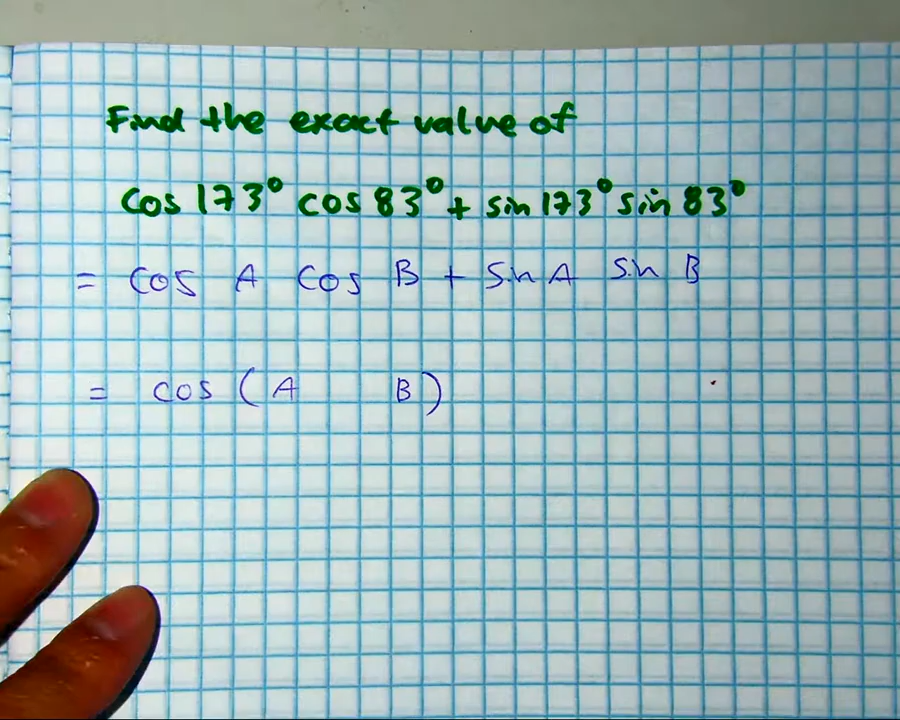 Find the exact value of
cos 173° cos 83° + sin 173° sin 83°
= cos A cos B + sin A sin B
= cos (A B)